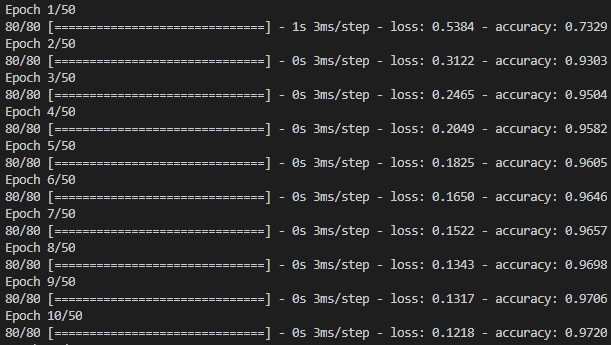 Epoch 1/50
80/80 [==============================] - 1s 3ms/step - loss: 0.5384 - accuracy: 0.7329
Epoch 2/50
80/80 [==============================] - 0s 3ms/step - loss: 0.3122 - accuracy: 0.9303
Epoch 3/50
80/80 [==============================] - 0s 3ms/step - loss: 0.2465 - accuracy: 0.9504
Epoch 4/50
80/80 [==============================] - 0s 3ms/step - loss: 0.2049 - accuracy: 0.9582
Epoch 5/50
80/80 [==============================] - 0s 3ms/step - loss: 0.1825 - accuracy: 0.9605
Epoch 6/50
80/80 [==============================] - 0s 3ms/step - loss: 0.1650 - accuracy: 0.9646
Epoch 7/50
80/80 [==============================] - 0s 3ms/step - loss: 0.1522 - accuracy: 0.9657
Epoch 8/50
80/80 [==============================] - 0s 3ms/step - loss: 0.1343 - accuracy: 0.9698
Epoch 9/50
80/80 [==============================] - 0s 3ms/step - loss: 0.1317 - accuracy: 0.9706
Epoch 10/50
80/80 [==============================] - 0s 3ms/step - loss: 0.1218 - accuracy: 0.9720